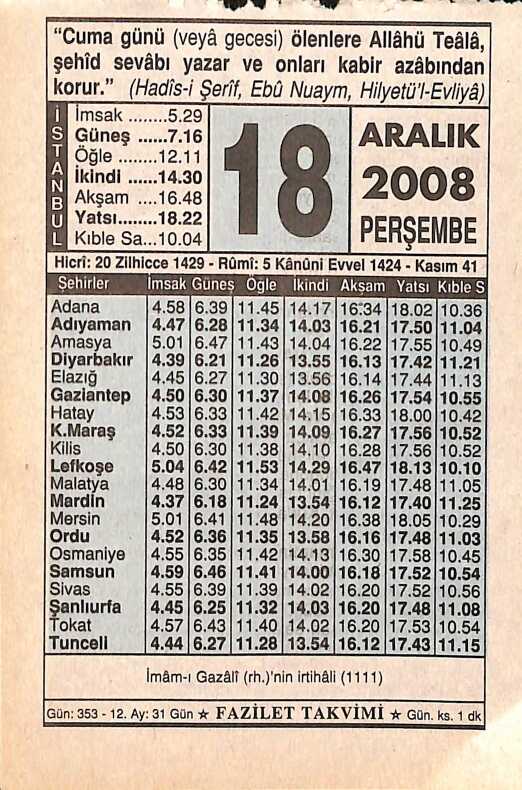 “Cuma günü (veyâ gecesi) ölenlere Allâhü Teâlâ,
şehîd sevâbı yazar ve onları kabir azâbından
korur.” (Hadîs-i Şerîf, Ebû Nuaym, Hilyetü'l-Evliyâ)
İSTANBUL
İmsak ........5.29
Güneş ......7.16
Öğle ........12.11
İkindi ......14.30
Akşam ....16.48
Yatsı........18.22
Kıble Sa...10.04
18
ARALIK
2008
PERŞEMBE
Hicrî: 20 Zilhicce 1429 - Rûmî: 5 Kânûni Evvel 1424 - Kasım 41
Şehirler İmsak Güneş Öğle İkindi Akşam Yatsı Kıble S
Adana 4.58 6.39 11.45 14.17 16.34 18.02 10.36
Adıyaman 4.47 6.28 11.34 14.03 16.21 17.50 11.04
Amasya 5.01 6.47 11.43 14.04 16.22 17.55 10.49
Diyarbakır 4.39 6.21 11.26 13.55 16.13 17.42 11.21
Elazığ 4.45 6.27 11.30 13.56 16.14 17.44 11.13
Gaziantep 4.50 6.30 11.37 14.08 16.26 17.54 10.55
Hatay 4.53 6.33 11.42 14.15 16.33 18.00 10.42
K.Maraş 4.52 6.33 11.39 14.09 16.27 17.56 10.52
Kilis 4.50 6.30 11.38 14.10 16.28 17.56 10.52
Lefkoşe 5.04 6.42 11.53 14.29 16.47 18.13 10.10
Malatya 4.48 6.30 11.34 14.01 16.19 17.48 11.05
Mardin 4.37 6.18 11.24 13.54 16.12 17.40 11.25
Mersin 5.01 6.41 11.48 14.20 16.38 18.05 10.29
Ordu 4.52 6.36 11.35 13.58 16.16 17.48 11.03
Osmaniye 4.55 6.35 11.42 14.13 16.30 17.58 10.45
Samsun 4.59 6.46 11.41 14.00 16.18 17.52 10.54
Sivas 4.55 6.39 11.39 14.02 16.20 17.52 10.56
Şanlıurfa 4.45 6.25 11.32 14.03 16.20 17.48 11.08
Tokat 4.57 6.43 11.40 14.02 16.20 17.53 10.54
Tunceli 4.44 6.27 11.28 13.54 16.12 17.43 11.15
İmâm-ı Gazâlî (rh.)'nin irtihâli (1111)
Gün: 353 - 12. Ay: 31 Gün ★ FAZİLET TAKVİMİ ★ Gün. ks. 1 dk